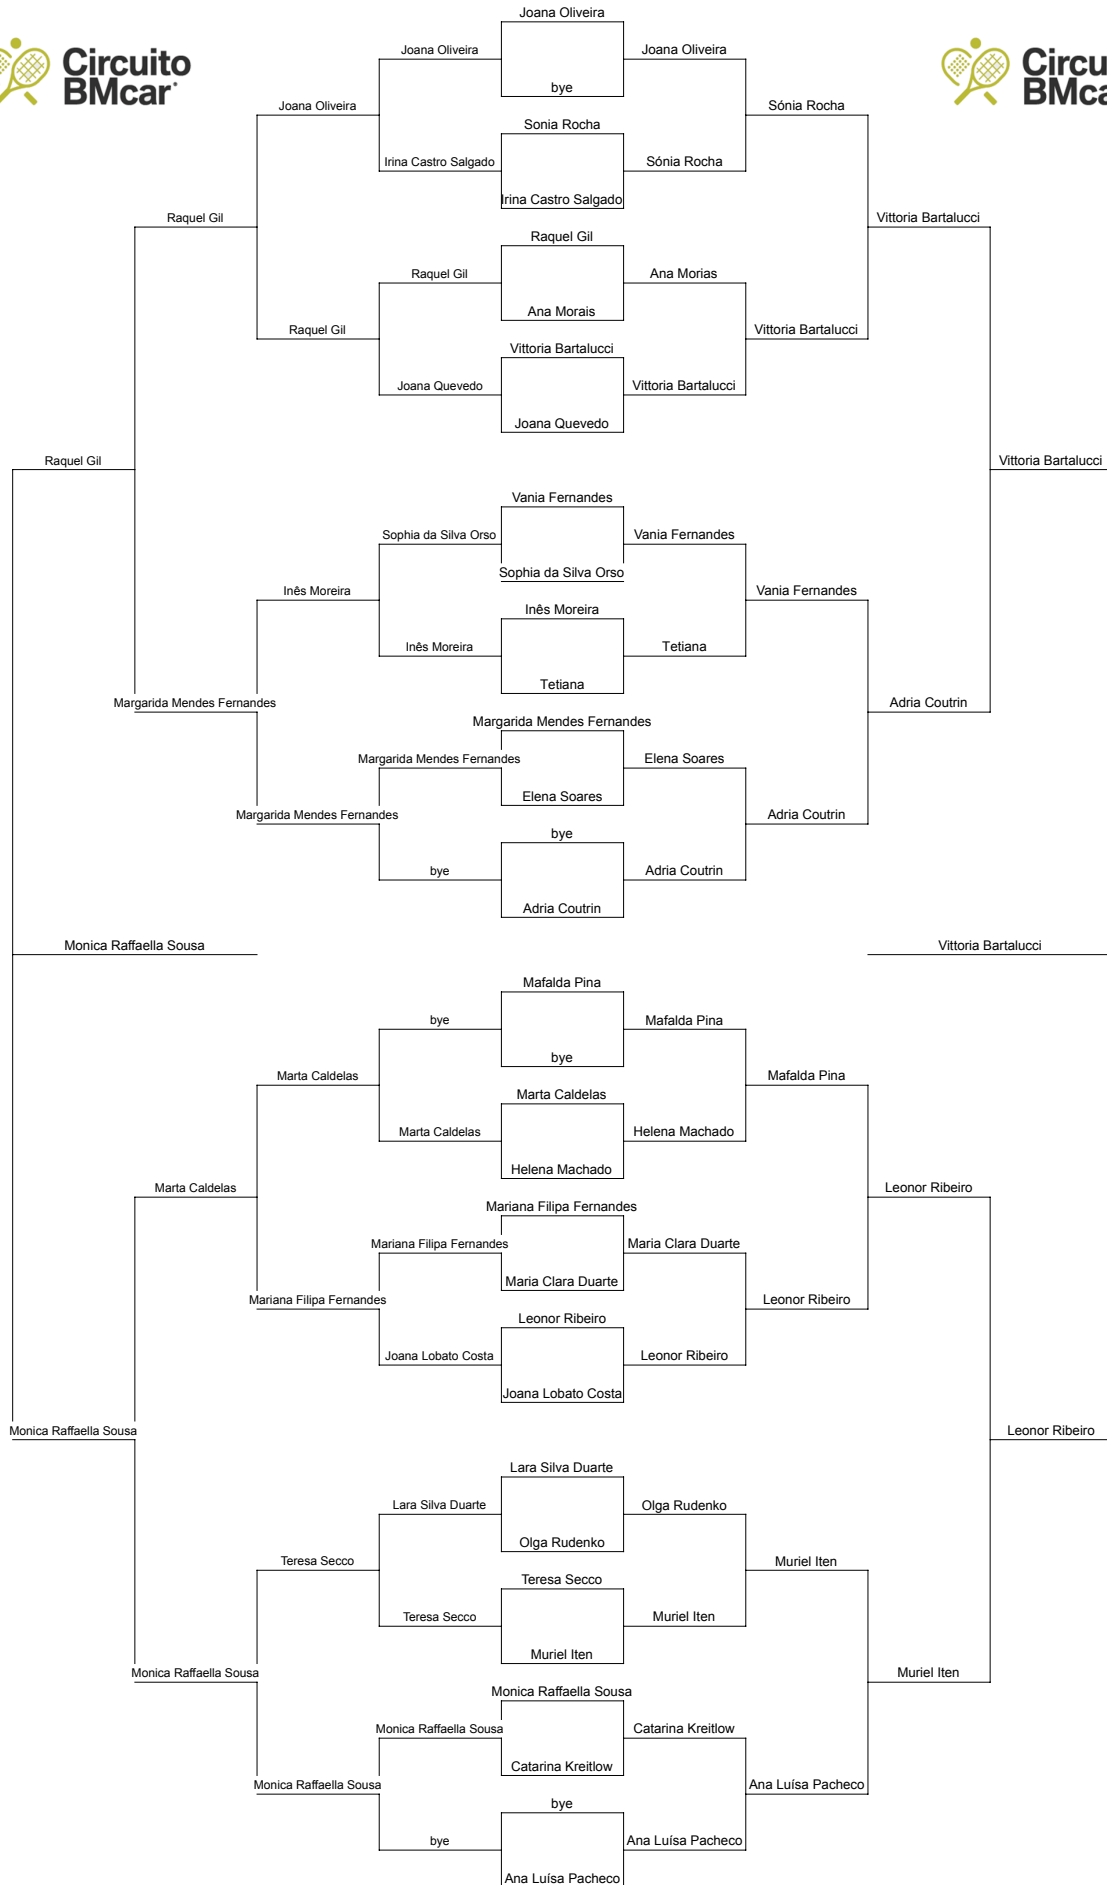 Joana Oliveira
Circuito
BMcar
Circu
BMca
Joana Oliveira
Joana Oliveira
bye
Joana Oliveira
Sónia Rocha
Sonia Rocha
Irina Castro Salgado
Sónia Rocha
Irina Castro Salgado
Raquel Gil
Vittoria Bartalucci
Raquel Gil
Raquel Gil
Ana Morias
Ana Morais
Raquel Gil
Vittoria Bartalucci
Vittoria Bartalucci
Joana Quevedo
Vittoria Bartalucci
Joana Quevedo
Raquel Gil
Vittoria Bartalucci
Vania Fernandes
Sophia da Silva Orso
Vania Fernandes
Sophia da Silva Orso
Inês Moreira
Vania Fernandes
Inês Moreira
Inês Moreira
Tetiana
Tetiana
Margarida Mendes Fernandes
Adria Coutrin
Margarida Mendes Fernandes
Margarida Mendes Fernandes
Elena Soares
Elena Soares
Margarida Mendes Fernandes
Adria Coutrin
bye
bye
Adria Coutrin
Adria Coutrin
Monica Raffaella Sousa
Vittoria Bartalucci
Mafalda Pina
bye
Mafalda Pina
bye
Marta Caldelas
Mafalda Pina
Marta Caldelas
Marta Caldelas
Helena Machado
Helena Machado
Marta Caldelas
Leonor Ribeiro
Mariana Filipa Fernandes
Mariana Filipa Fernandes
Maria Clara Duarte
Maria Clara Duarte
Mariana Filipa Fernandes
Leonor Ribeiro
Leonor Ribeiro
Joana Lobato Costa
Leonor Ribeiro
Joana Lobato Costa
Monica Raffaella Sousa
Leonor Ribeiro
Lara Silva Duarte
Lara Silva Duarte
Olga Rudenko
Olga Rudenko
Teresa Secco
Muriel Iten
Teresa Secco
Teresa Secco
Muriel Iten
Muriel Iten
Monica Raffaella Sousa
Muriel Iten
Monica Raffaella Sousa
Monica Raffaella Sousa
Catarina Kreitlow
Catarina Kreitlow
Monica Raffaella Sousa
Ana Luísa Pacheco
bye
bye
Ana Luísa Pacheco
Ana Luísa Pacheco